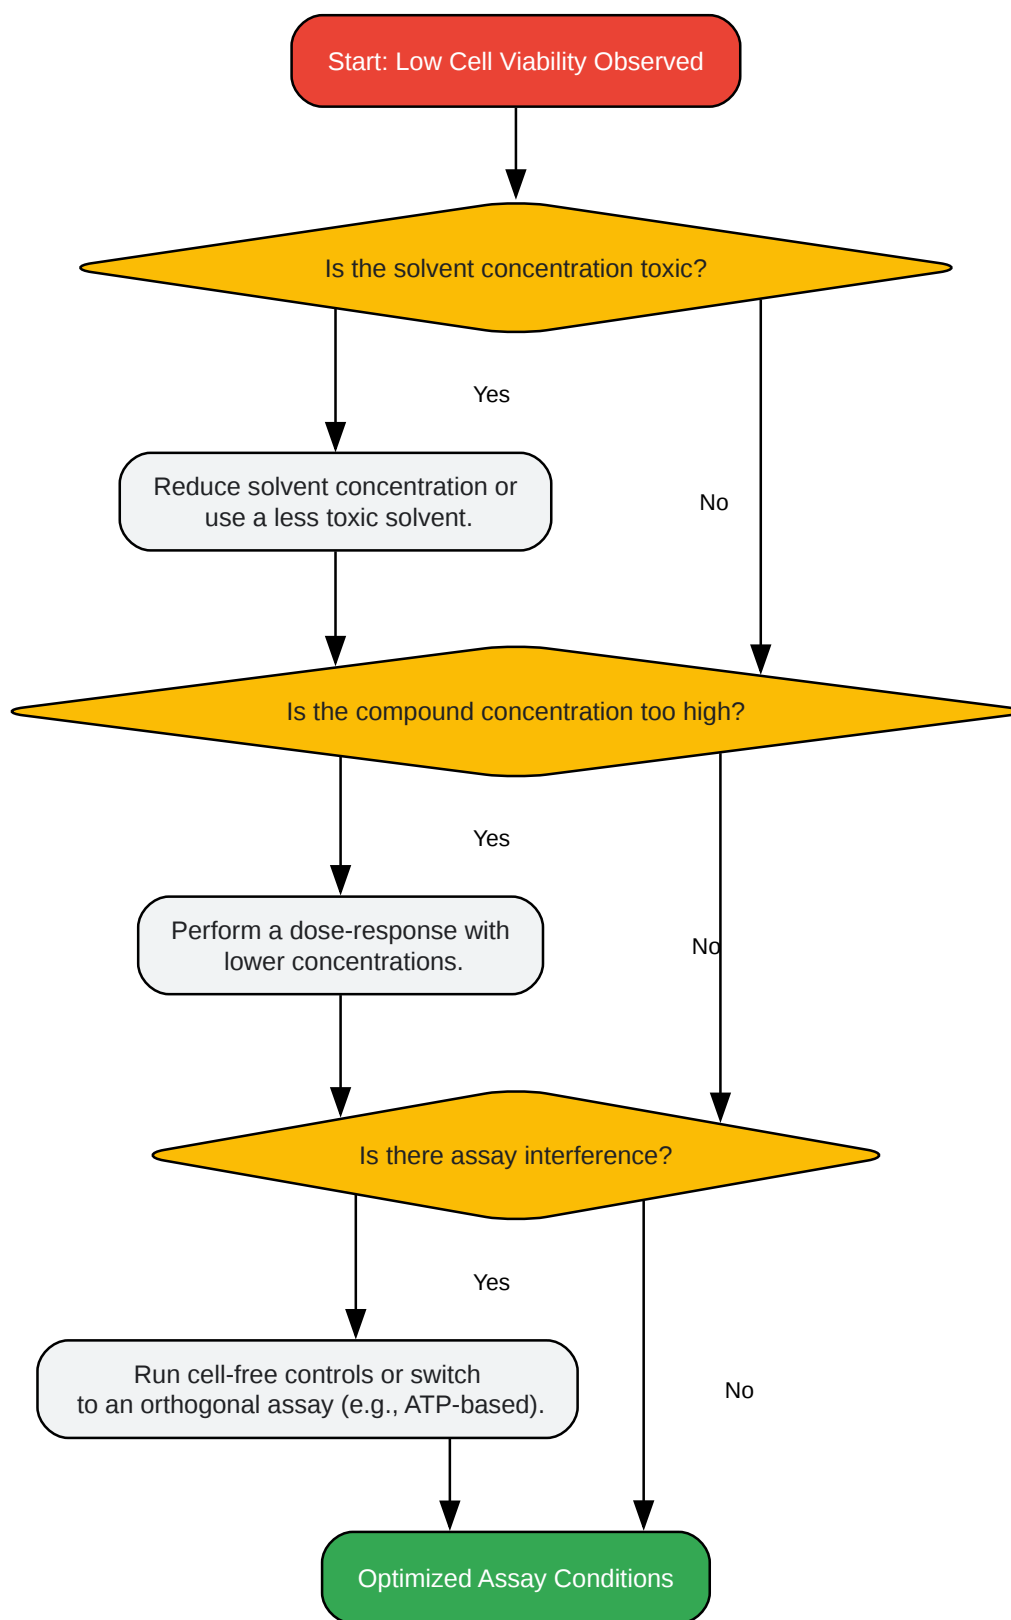 Start: Low Cell Viability Observed
Is the solvent concentration toxic?
Yes
Reduce solvent concentration or
use a less toxic solvent.
No
Is the compound concentration too high?
Yes
Perform a dose-response with
lower concentrations.
No
Is there assay interference?
Yes
Run cell-free controls or switch
to an orthogonal assay (e.g., ATP-based).
No
Optimized Assay Conditions